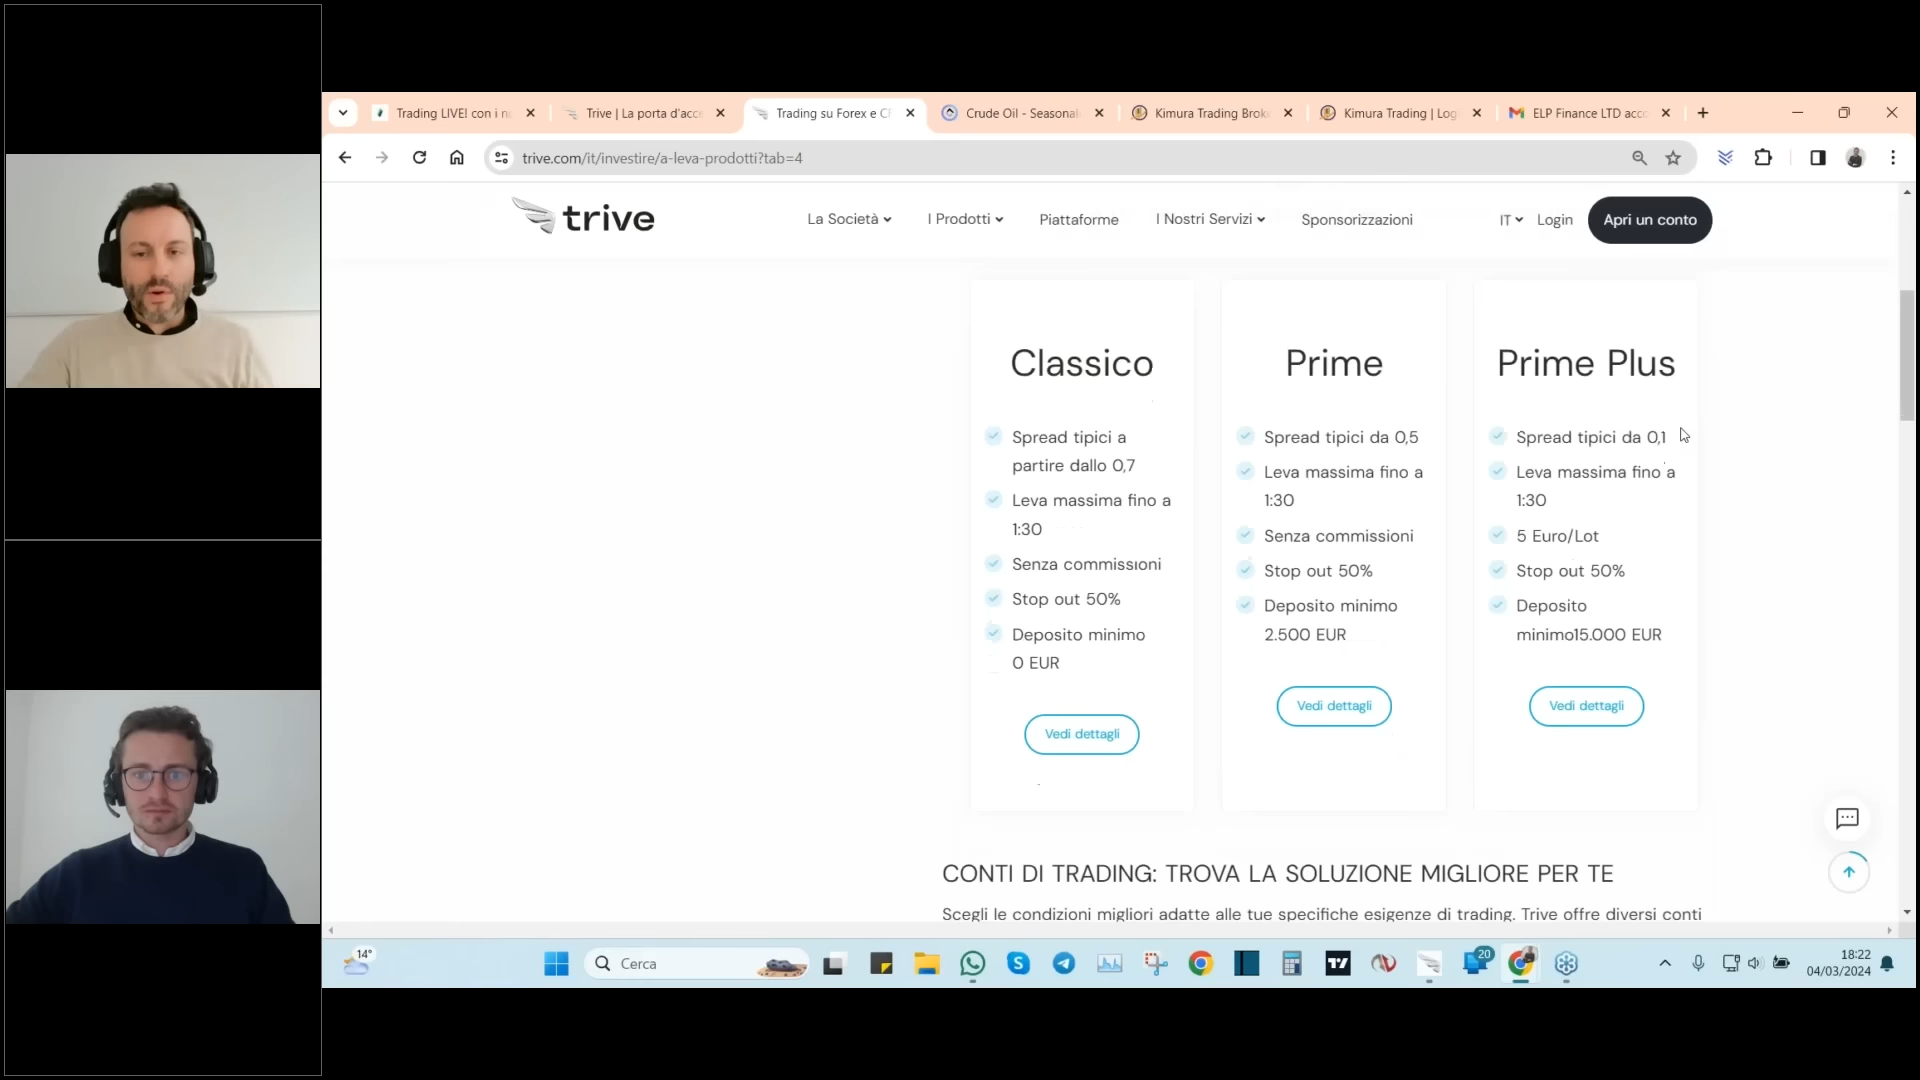 Trading LIVE! con i n
Trive | La porta d'acce
Trading su Forex e C
Crude Oil - Seasonal
Kimura Trading Brok
Kimura Trading | Log
ELP Finance LTD acc
trive.com/it/investire/a-leva-prodotti?tab=4
trive
La Società
I Prodotti
Piattaforme
I Nostri Servizi
Sponsorizzazioni
IT
Login
Apri un conto
Classico
Spread tipici a
partire dallo 0,7
Leva massima fino a
1:30
Senza commissioni
Stop out 50%
Deposito minimo
0 EUR
Vedi dettagli
Prime
Spread tipici da 0,5
Leva massima fino a
1:30
Senza commissioni
Stop out 50%
Deposito minimo
2.500 EUR
Vedi dettagli
Prime Plus
Spread tipici da 0,1
Leva massima fino a
1:30
5 Euro/Lot
Stop out 50%
Deposito
minimo15.000 EUR
Vedi dettagli
CONTI DI TRADING: TROVA LA SOLUZIONE MIGLIORE PER TE
Scegli le condizioni migliori adatte alle tue specifiche esigenze di trading. Trive offre diversi conti
14°
Cerca
20
18:22
04/03/2024